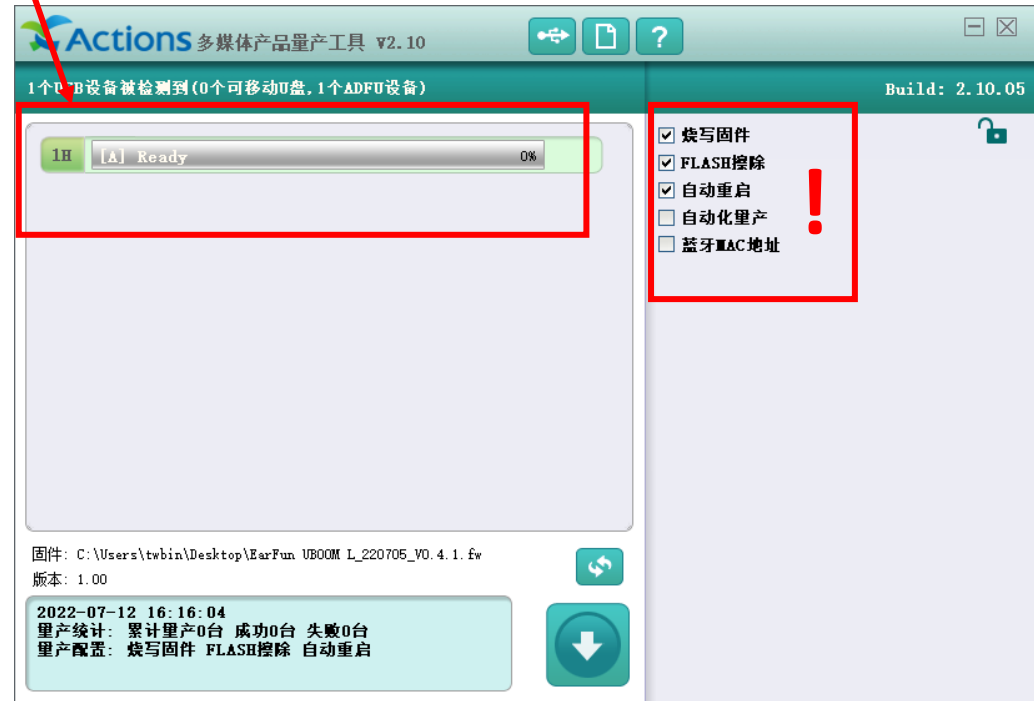 Actions 多媒体产品量产工具 V2.10
?
1个USB设备被检测到(0个可移动U盘,1个ADFU设备)
Build: 2.10.05
1H [A] Ready 0%
烧写固件
FLASH擦除
自动重启
自动化量产
蓝牙MAC地址
!
固件: C:\Users\twbin\Desktop\EarFun UBOOM L_220705_V0.4.1.fw
版本: 1.00
2022-07-12 16:16:04
量产统计: 累计量产0台 成功0台 失败0台
量产配置: 烧写固件 FLASH擦除 自动重启